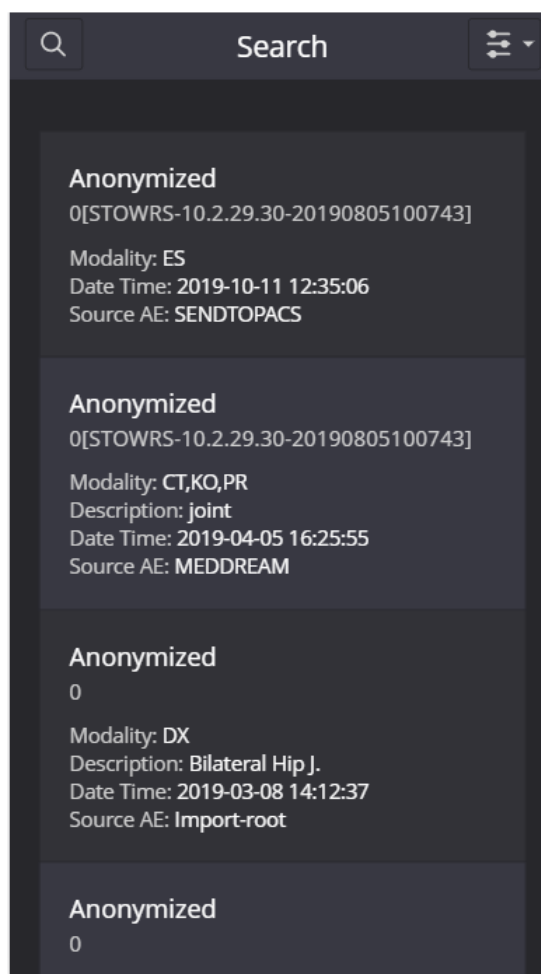 Search
Anonymized
0[STOWRS-10.2.29.30-20190805100743]
Modality: ES
Date Time: 2019-10-11 12:35:06
Source AE: SENDTOPACS
Anonymized
0[STOWRS-10.2.29.30-20190805100743]
Modality: CT,KO,PR
Description: joint
Date Time: 2019-04-05 16:25:55
Source AE: MEDDREAM
Anonymized
0
Modality: DX
Description: Bilateral Hip J.
Date Time: 2019-03-08 14:12:37
Source AE: Import-root
Anonymized
0